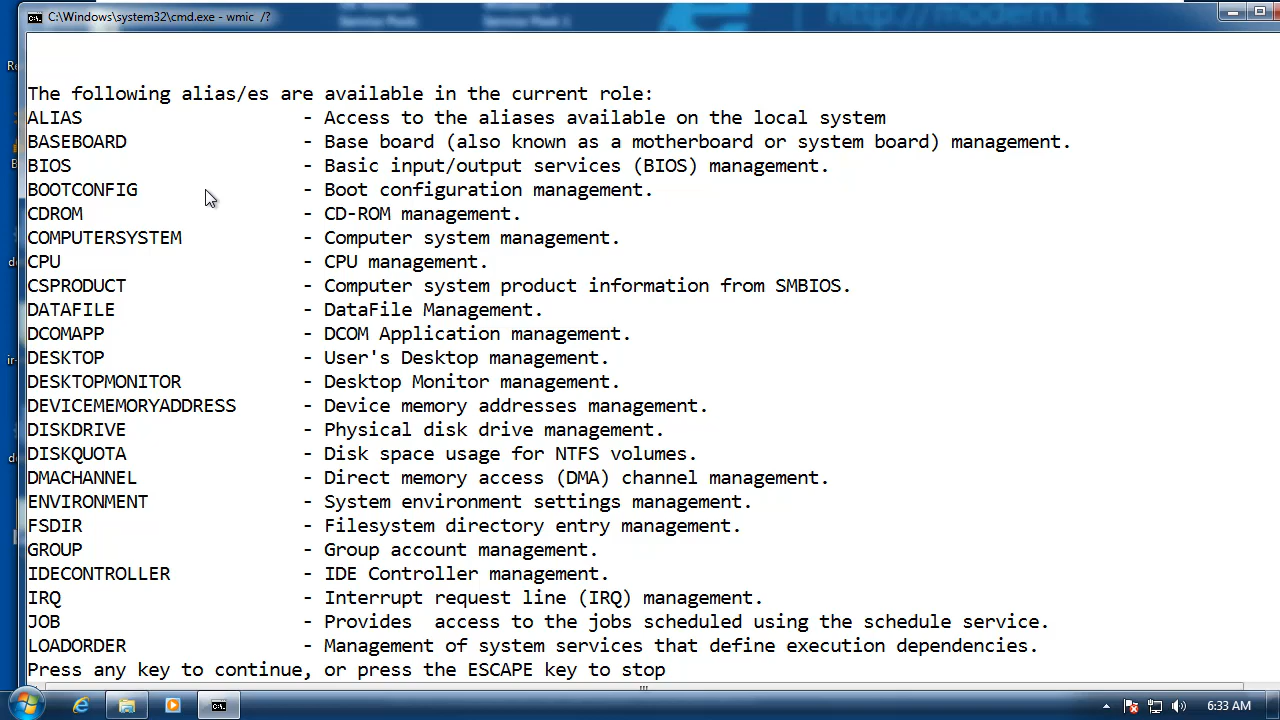 C:\Windows\system32\cmd.exe - wmic  /?
http://modern.IE
The following alias/es are available in the current role:
ALIAS                    - Access to the aliases available on the local system
BASEBOARD                - Base board (also known as a motherboard or system board) management.
BIOS                     - Basic input/output services (BIOS) management.
BOOTCONFIG               - Boot configuration management.
CDROM                    - CD-ROM management.
COMPUTERSYSTEM           - Computer system management.
CPU                      - CPU management.
CSPRODUCT                - Computer system product information from SMBIOS.
DATAFILE                 - DataFile Management.
DCOMAPP                  - DCOM Application management.
DESKTOP                  - User's Desktop management.
DESKTOPMONITOR           - Desktop Monitor management.
DEVICEMEMORYADDRESS      - Device memory addresses management.
DISKDRIVE                - Physical disk drive management.
DISKQUOTA                - Disk space usage for NTFS volumes.
DMACHANNEL               - Direct memory access (DMA) channel management.
ENVIRONMENT              - System environment settings management.
FSDIR                    - Filesystem directory entry management.
GROUP                    - Group account management.
IDECONTROLLER            - IDE Controller management.
IRQ                      - Interrupt request line (IRQ) management.
JOB                      - Provides  access to the jobs scheduled using the schedule service.
LOADORDER                - Management of system services that define execution dependencies.
Press any key to continue, or press the ESCAPE key to stop
6:33 AM